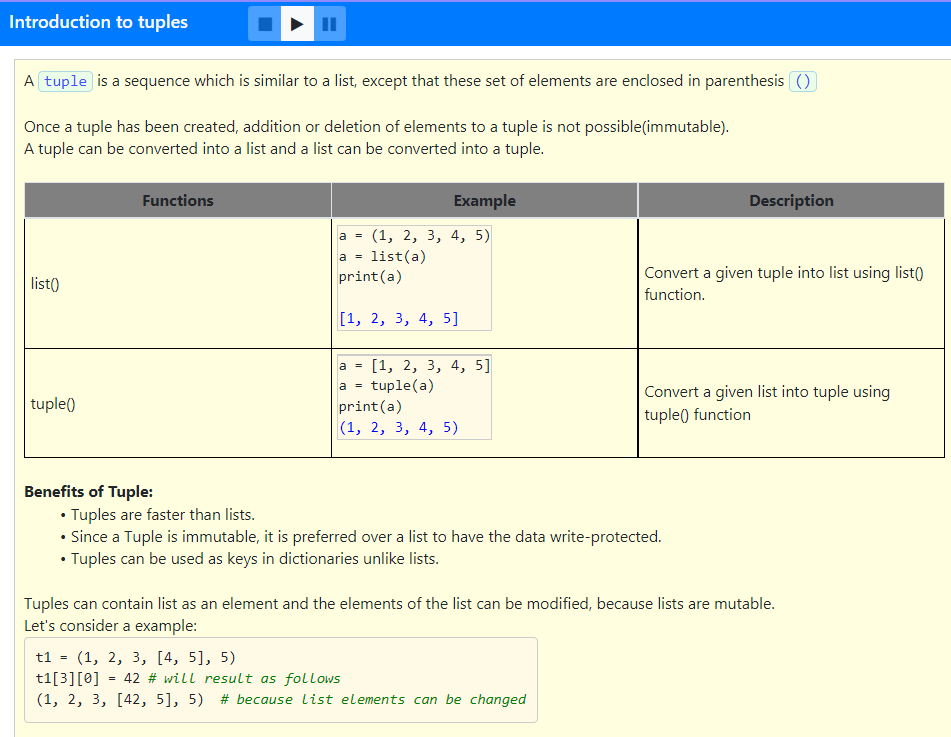 Introduction to tuples
A tuple is a sequence which is similar to a list, except that these set of elements are enclosed in parenthesis ()
Once a tuple has been created, addition or deletion of elements to a tuple is not possible(immutable).
A tuple can be converted into a list and a list can be converted into a tuple.
Functions Example Description
list()
a = (1, 2, 3, 4, 5)
a = list(a)
print(a)
[1, 2, 3, 4, 5]
Convert a given tuple into list using list()
function.
tuple()
a = [1, 2, 3, 4, 5]
a = tuple(a)
print(a)
(1, 2, 3, 4, 5)
Convert a given list into tuple using
tuple() function
Benefits of Tuple:
• Tuples are faster than lists.
• Since a Tuple is immutable, it is preferred over a list to have the data write-protected.
• Tuples can be used as keys in dictionaries unlike lists.
Tuples can contain list as an element and the elements of the list can be modified, because lists are mutable.
Let's consider a example:
t1 = (1, 2, 3, [4, 5], 5)
t1[3][0] = 42 # will result as follows
(1, 2, 3, [42, 5], 5)  # because list elements can be changed